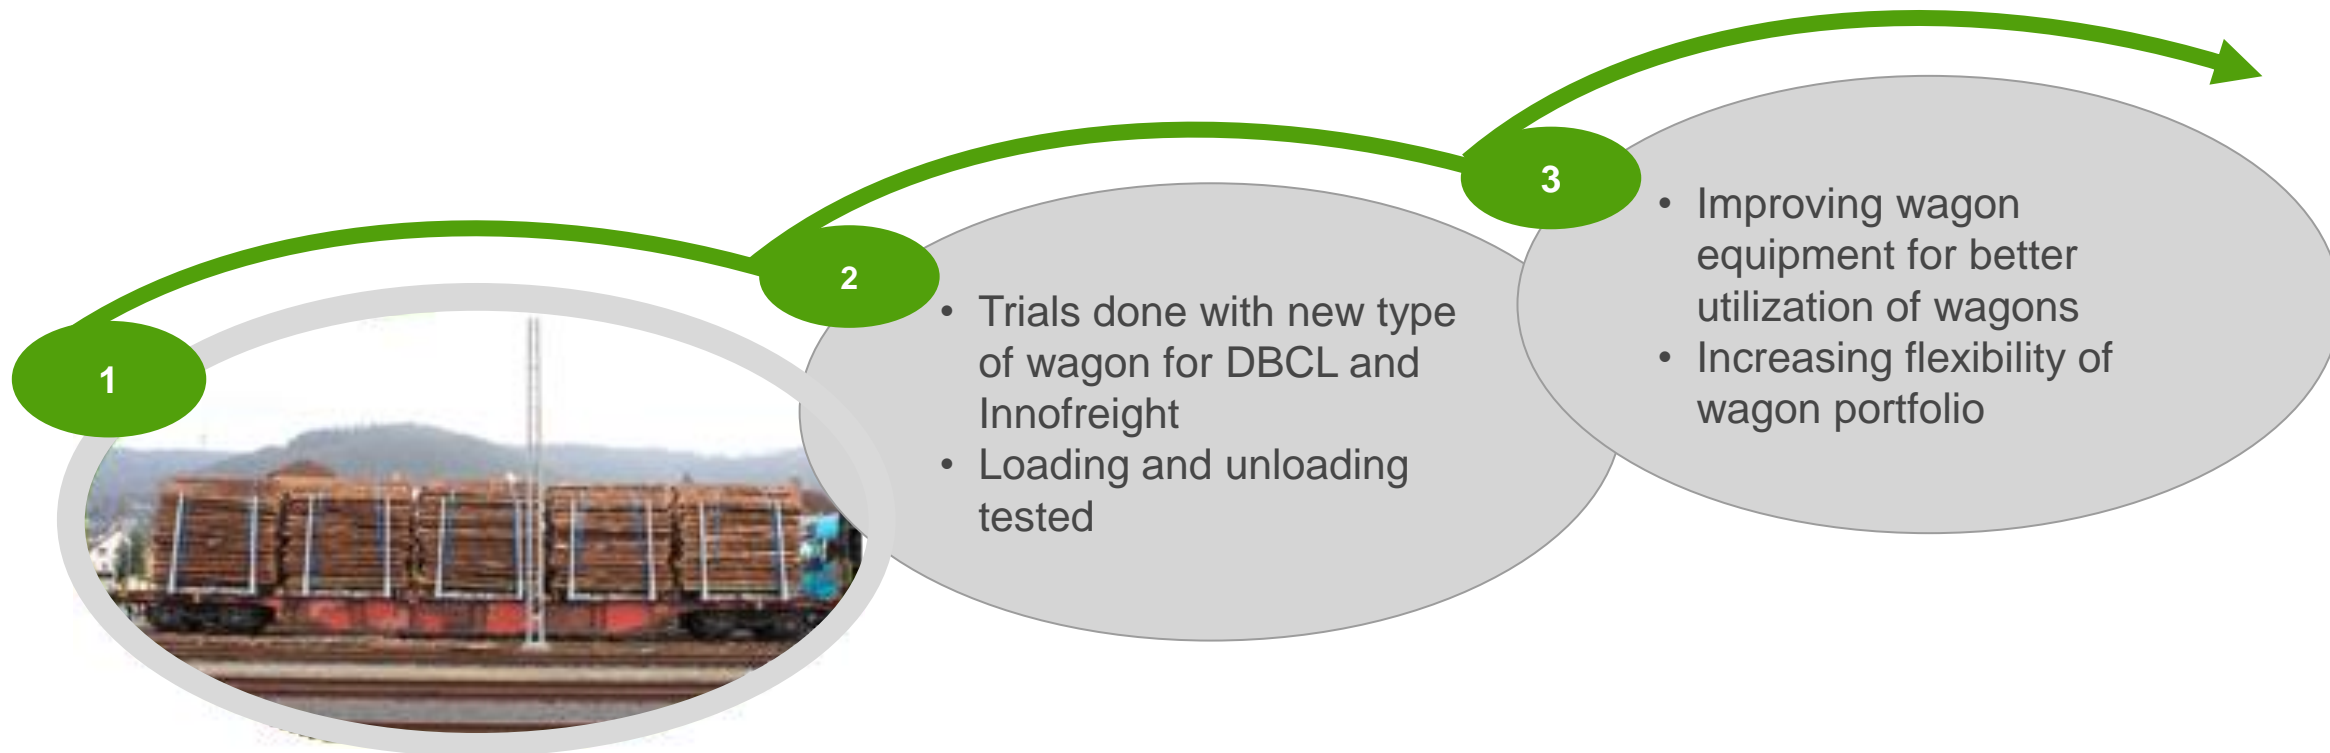 1
2
• Trials done with new type
of wagon for DBCL and
Innofreight
• Loading and unloading
tested
3
• Improving wagon
equipment for better
utilization of wagons
• Increasing flexibility of
wagon portfolio